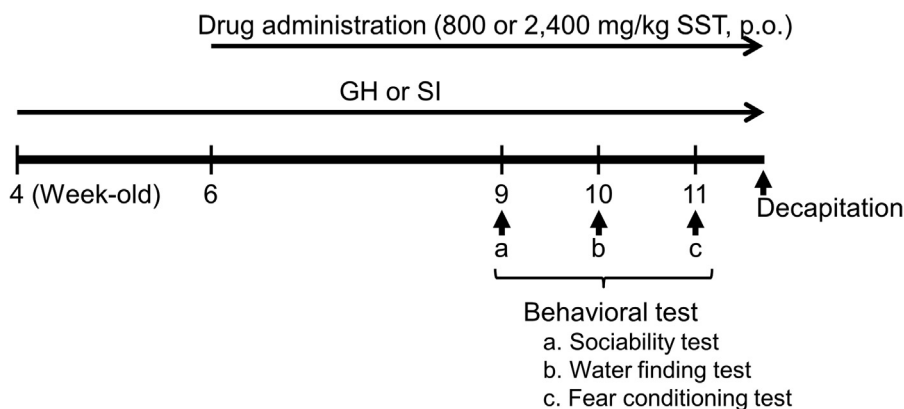 Drug administration (800 or 2,400 mg/kg SST, p.o.)
GH or SI
4 (Week-old) 6 9 10 11
Decapitation
a b c
Behavioral test
a. Sociability test
b. Water finding test
c. Fear conditioning test